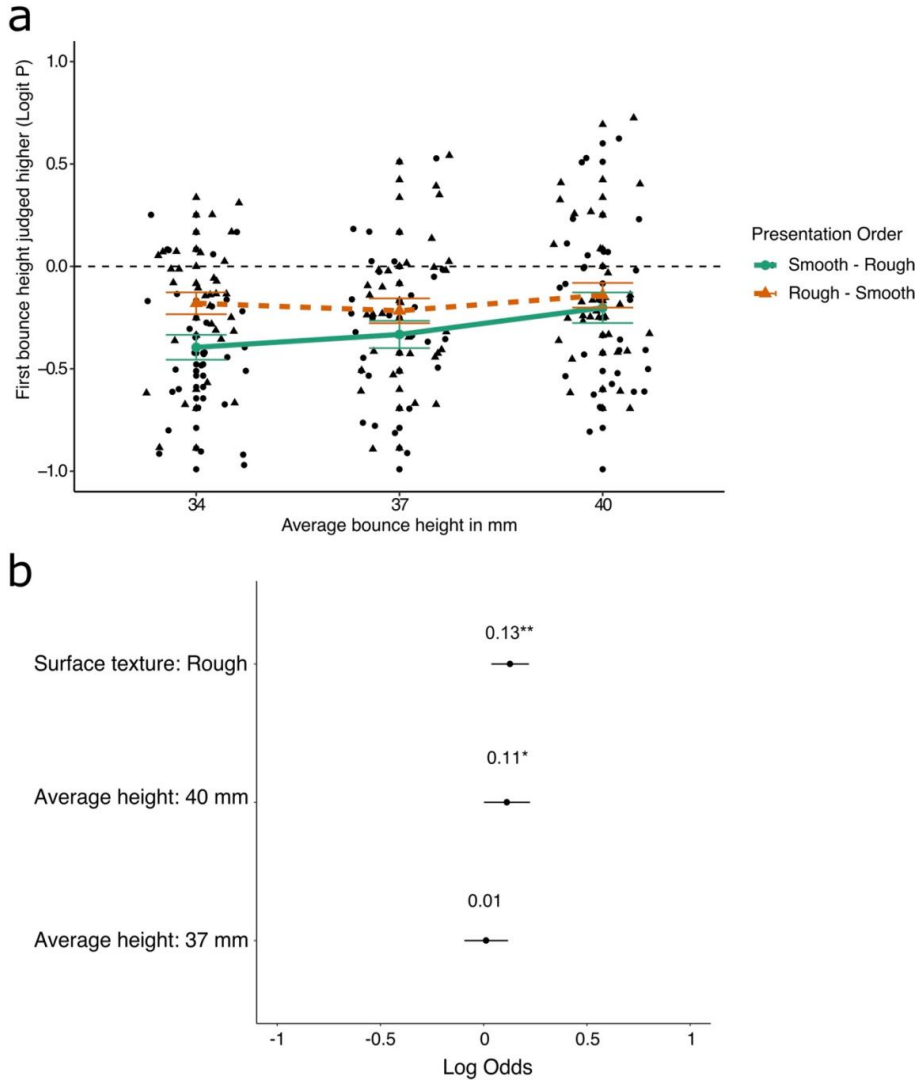 a
First bounce height judged higher (Logit P)
1.0
0.5
0.0
−0.5
−1.0
34
37
40
Average bounce height in mm
Presentation Order
Smooth - Rough
Rough - Smooth
b
0.13**
Surface texture: Rough
0.11*
Average height: 40 mm
0.01
Average height: 37 mm
-1
-0.5
0
0.5
1
Log Odds